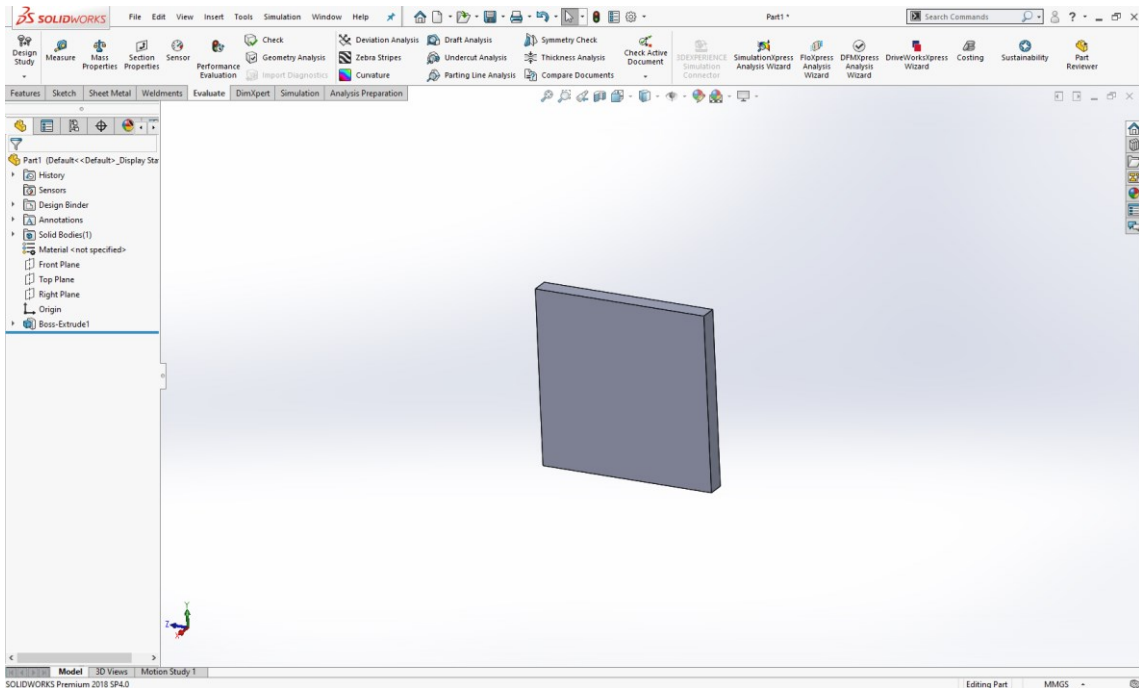 SOLIDWORKS File Edit View Insert Tools Simulation Window Help Part1 * Search Commands ?
Design Study
Measure
Mass Properties
Section Properties
Sensor
Performance Evaluation
Check
Geometry Analysis
Import Diagnostics
Deviation Analysis
Zebra Stripes
Curvature
Draft Analysis
Undercut Analysis
Parting Line Analysis
Symmetry Check
Thickness Analysis
Compare Documents
Check Active Document
3DEXPERIENCE Simulation Connector
SimulationXpress Analysis Wizard
FloXpress Analysis Wizard
DFMXpress Analysis Wizard
DriveWorksXpress Wizard
Costing
Sustainability
Part Reviewer
Features Sketch Sheet Metal Weldments Evaluate DimXpert Simulation Analysis Preparation
Part1 (Default<<Default>_Display Sta
History
Sensors
Design Binder
Annotations
Solid Bodies(1)
Material <not specified>
Front Plane
Top Plane
Right Plane
Origin
Boss-Extrude1
Y
Z
X
Model 3D Views Motion Study 1
SOLIDWORKS Premium 2018 SP4.0 Editing Part MMGS